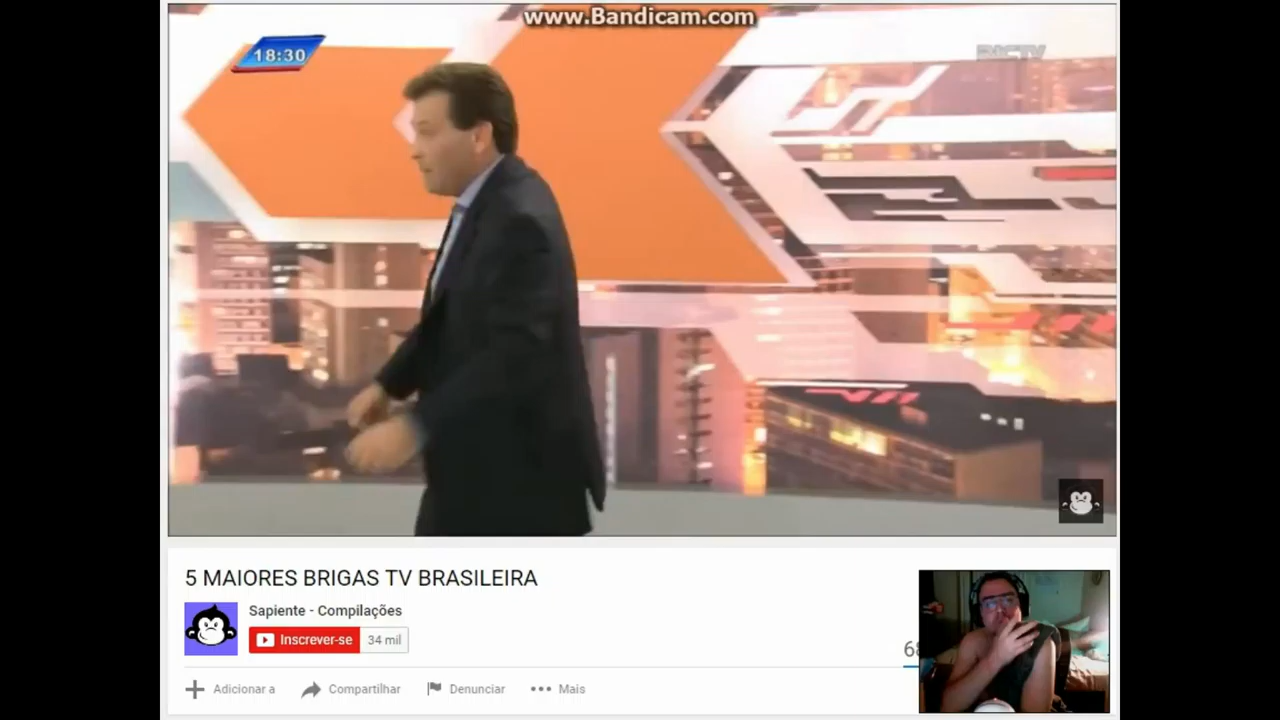 www.Bandicam.com
18:30
RICTV
5 MAIORES BRIGAS TV BRASILEIRA
Sapiente - Compilações
Inscrever-se
34 mil
Adicionar a
Compartilhar
Denunciar
Mais